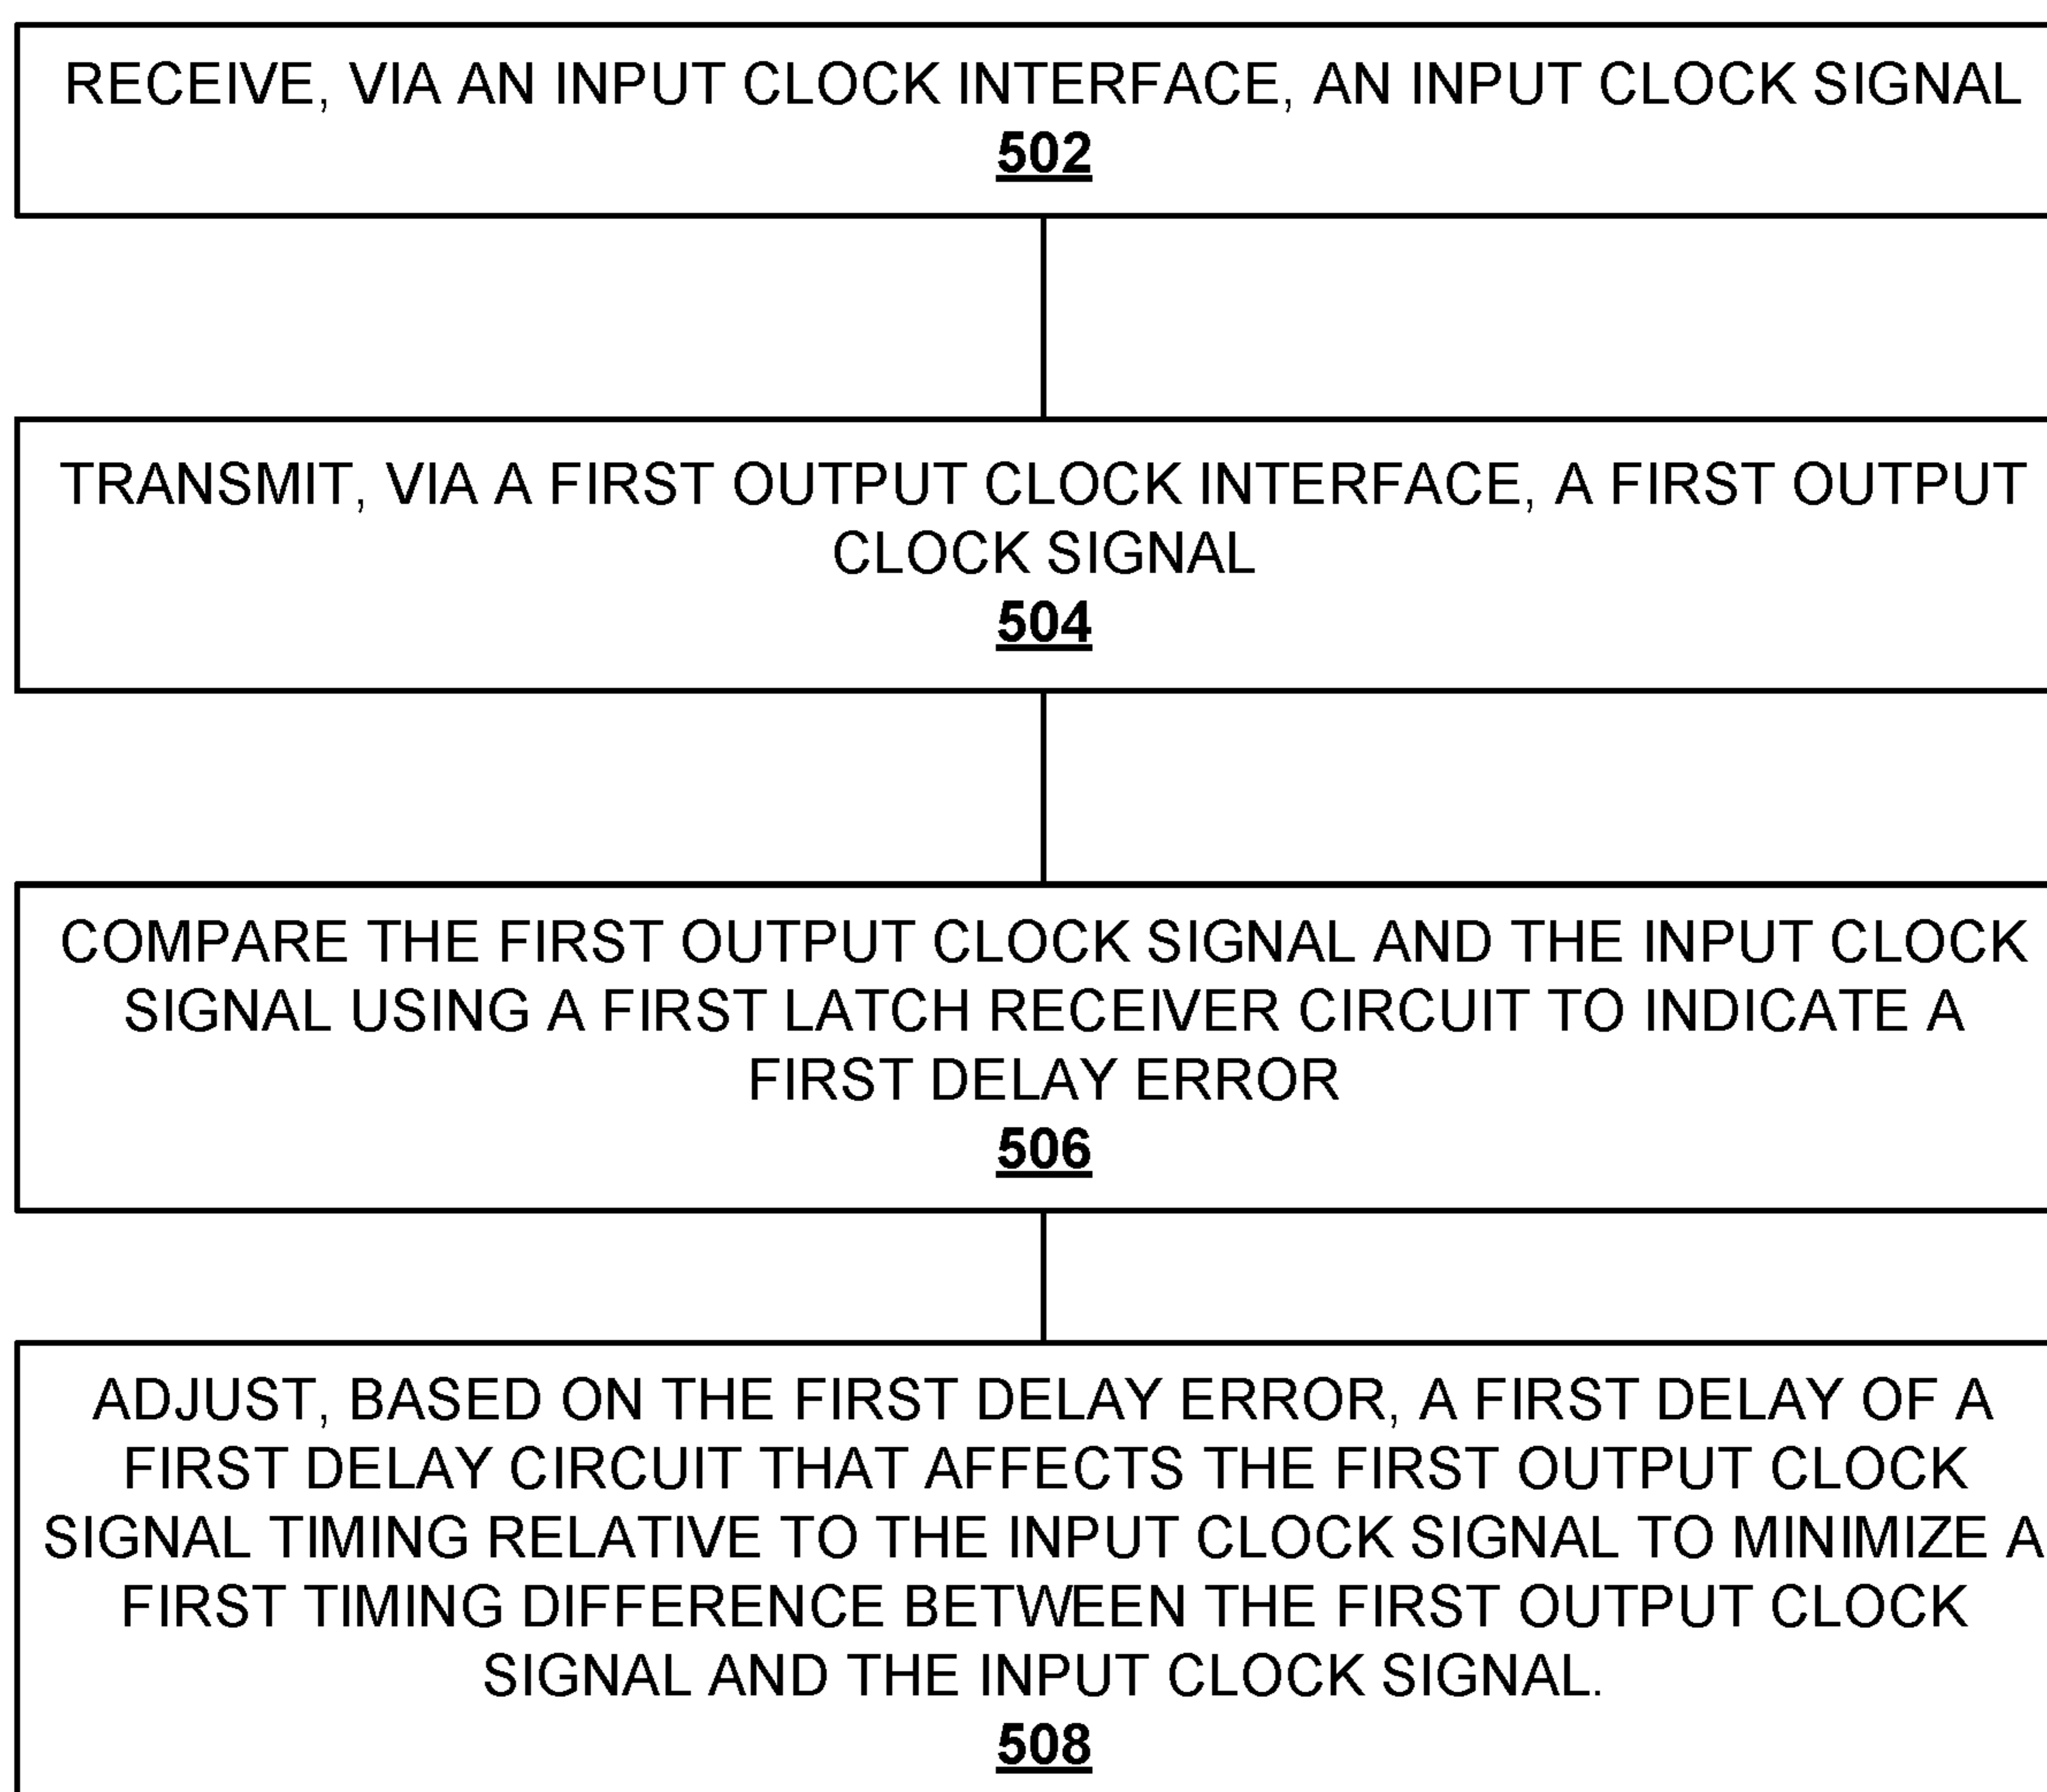 RECEIVE, VIA AN INPUT CLOCK INTERFACE, AN INPUT CLOCK SIGNAL
502
TRANSMIT, VIA A FIRST OUTPUT CLOCK INTERFACE, A FIRST OUTPUT
CLOCK SIGNAL
504
COMPARE THE FIRST OUTPUT CLOCK SIGNAL AND THE INPUT CLOCK
SIGNAL USING A FIRST LATCH RECEIVER CIRCUIT TO INDICATE A
FIRST DELAY ERROR
506
ADJUST, BASED ON THE FIRST DELAY ERROR, A FIRST DELAY OF A
FIRST DELAY CIRCUIT THAT AFFECTS THE FIRST OUTPUT CLOCK
SIGNAL TIMING RELATIVE TO THE INPUT CLOCK SIGNAL TO MINIMIZE A
FIRST TIMING DIFFERENCE BETWEEN THE FIRST OUTPUT CLOCK
SIGNAL AND THE INPUT CLOCK SIGNAL.
508